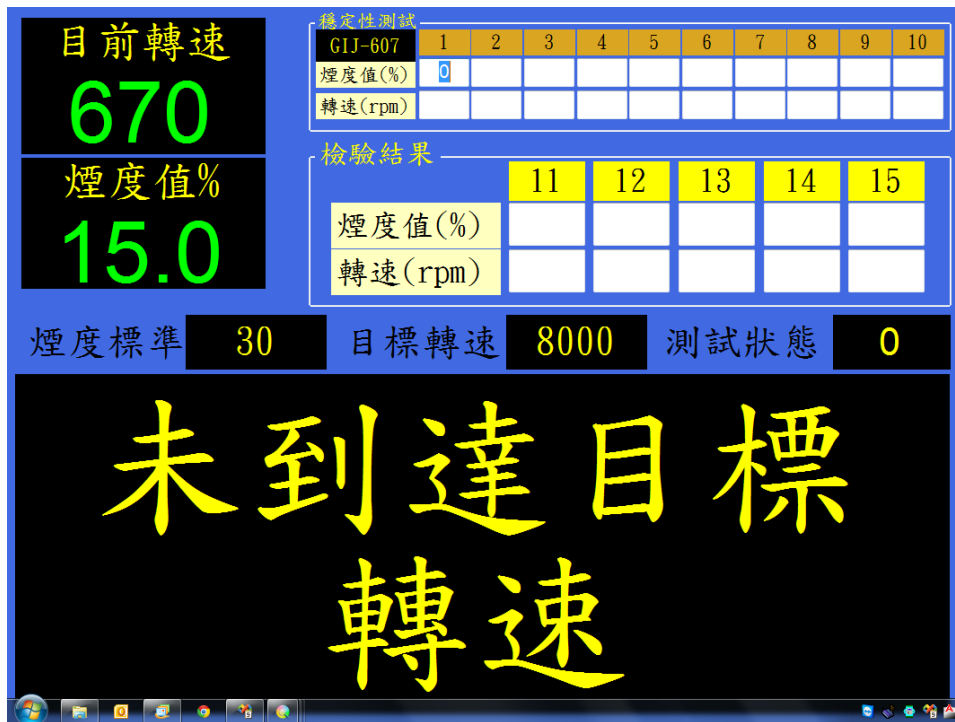 目前轉速
670
煙度值%
15.0
穩定性測試
GIJ-607 1 2 3 4 5 6 7 8 9 10
煙度值(%) 0
轉速(rpm)
檢驗結果
11 12 13 14 15
煙度值(%)
轉速(rpm)
煙度標準 30 目標轉速 8000 測試狀態 0
未到達目標
轉速